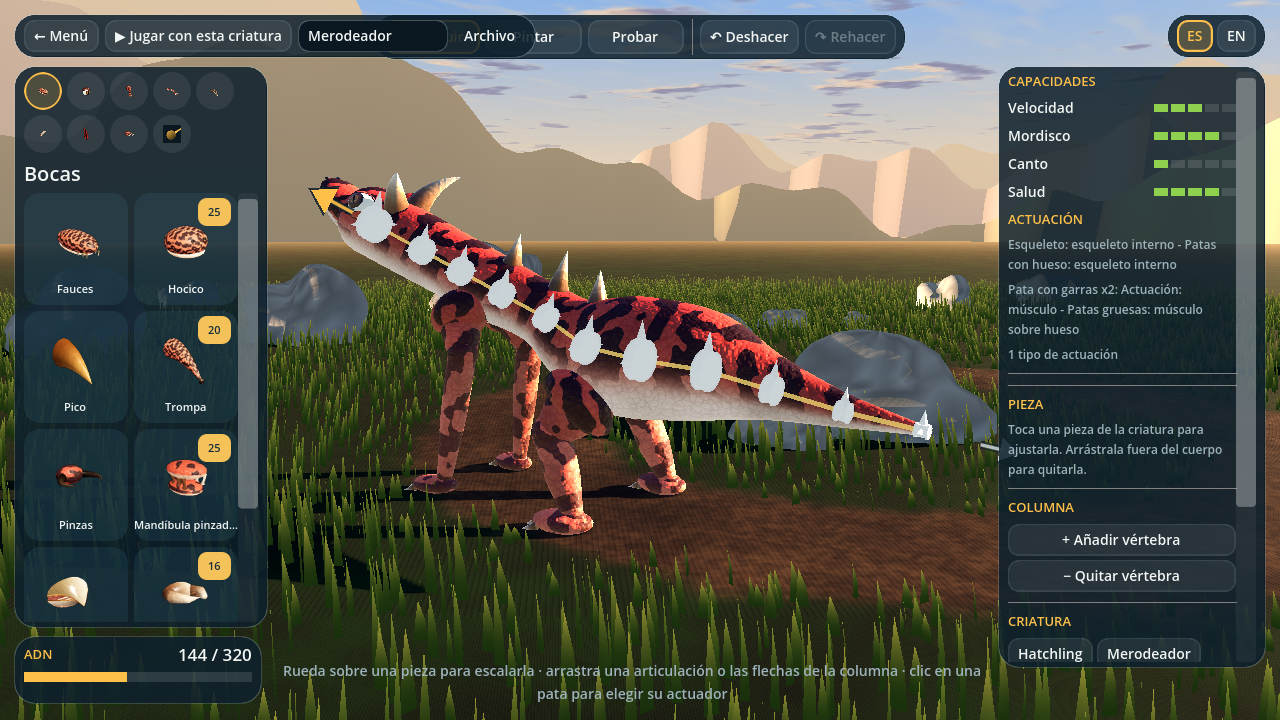 ← Menú
▶ Jugar con esta criatura
Merodeador
Archivo
Probar
↶ Deshacer
↷ Rehacer
ES
EN
Bocas
25
Fauces
Hocico
20
Pico
Trompa
25
Pinzas
Mandíbula pinzad...
16
ADN
144 / 320
Rueda sobre una pieza para escalarla · arrastra una articulación o las flechas de la columna · clic en una
pata para elegir su actuador
CAPACIDADES
Velocidad
Mordisco
Canto
Salud
ACTUACIÓN
Esqueleto: esqueleto interno - Patas
con hueso: esqueleto interno
Pata con garras x2: Actuación:
músculo - Patas gruesas: músculo
sobre hueso
1 tipo de actuación
PIEZA
Toca una pieza de la criatura para
ajustarla. Arrástrala fuera del cuerpo
para quitarla.
COLUMNA
+ Añadir vértebra
− Quitar vértebra
CRIATURA
Hatchling
Merodeador